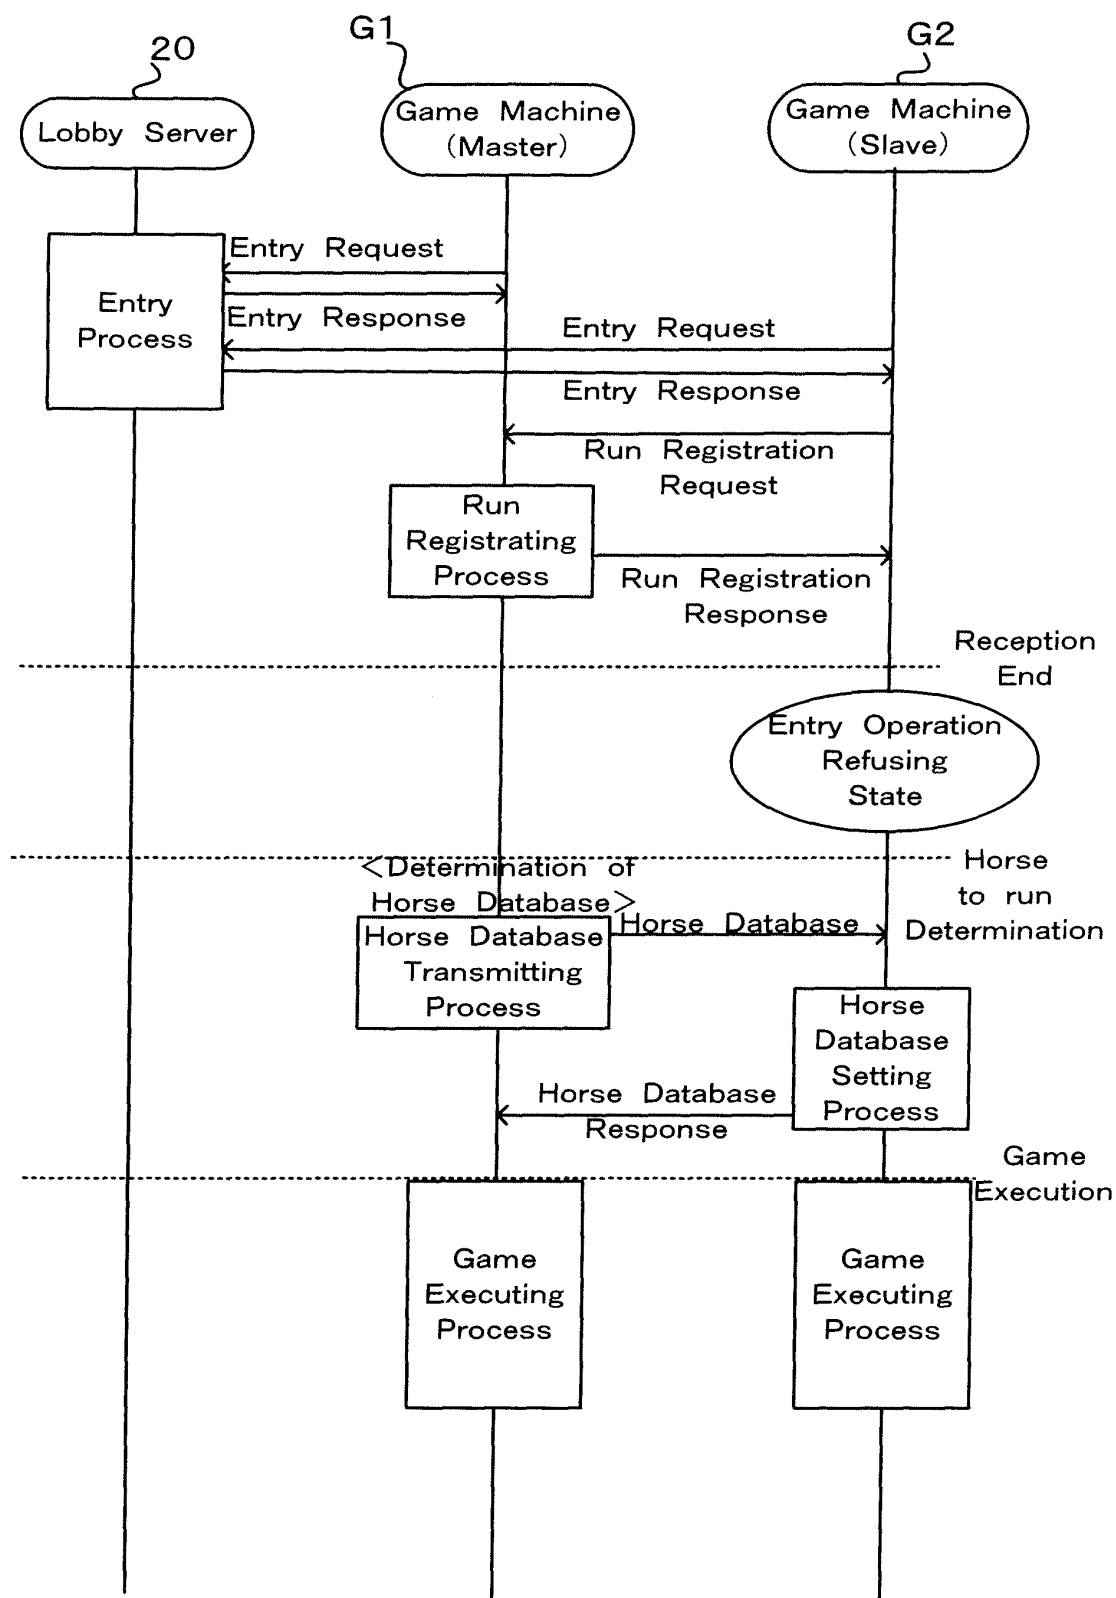 20
G1
G2
Lobby Server
Game Machine
(Master)
Game Machine
(Slave)
Entry Request
Entry
Process
Entry Response
Entry Request
Entry Response
Run Registration
Request
Run
Registrating
Process
Run Registration
Response
Reception
End
Entry Operation
Refusing
State
<Determination of
Horse Database>
Horse
to run
Determination
Horse Database
Horse Database
Transmitting
Process
Horse
Database
Setting
Process
Horse Database
Response
Game
Execution
Game
Executing
Process
Game
Executing
Process